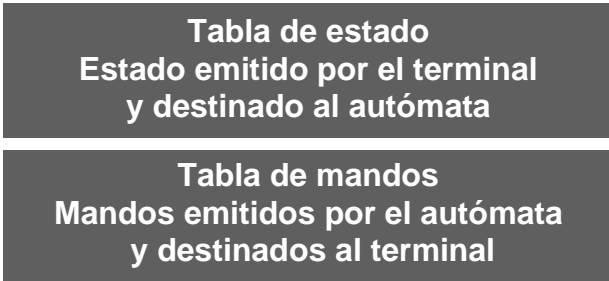 Tabla de estado
Estado emitido por el terminal
y destinado al autómata
Tabla de mandos
Mandos emitidos por el autómata
y destinados al terminal